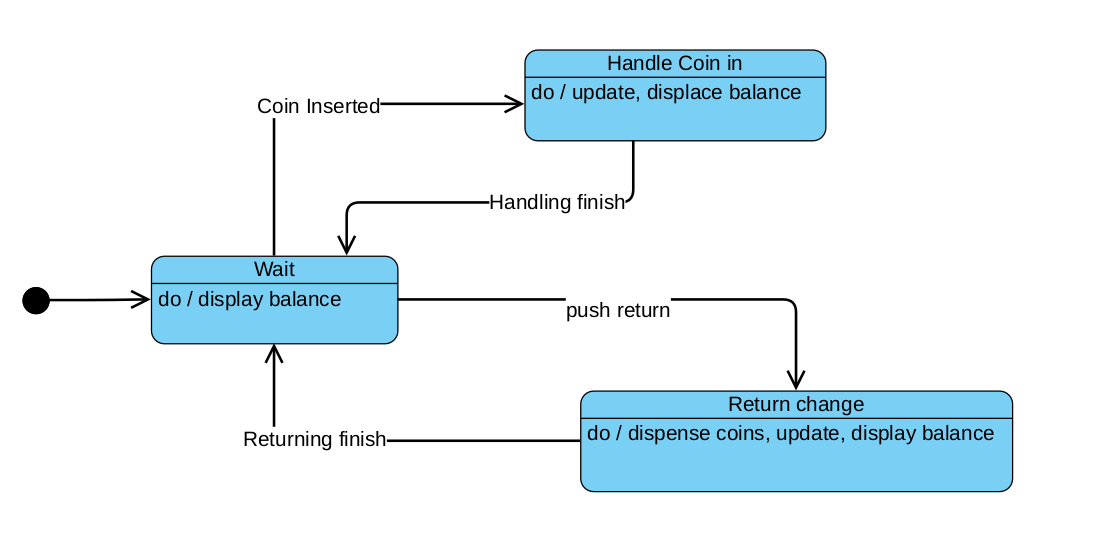 Handle Coin in
do / update, displace balance
Coin Inserted
Handling finish
Wait
do / display balance
push return
Return change
do / dispense coins, update, display balance
Returning finish